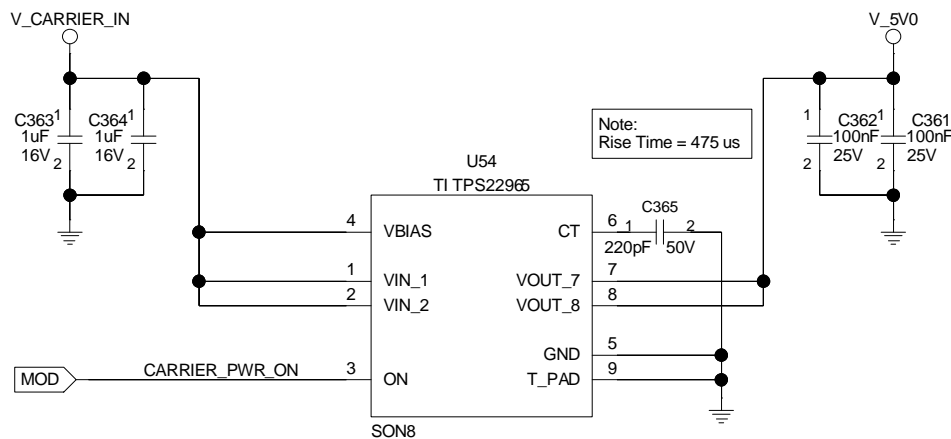 V_CARRIER_IN
V_5V0
C363
1
1uF
16V
2
C364
1
1uF
16V
2
Note:
Rise Time = 475 us
1
C362
100nF
25V
2
1
C361
100nF
25V
2
U54
TI TPS22965
4
VBIAS
CT
6
1
C365
2
220pF
50V
1
VIN_1
VOUT_7
7
2
VIN_2
VOUT_8
8
GND
5
MOD
CARRIER_PWR_ON
3
ON
T_PAD
9
SON8